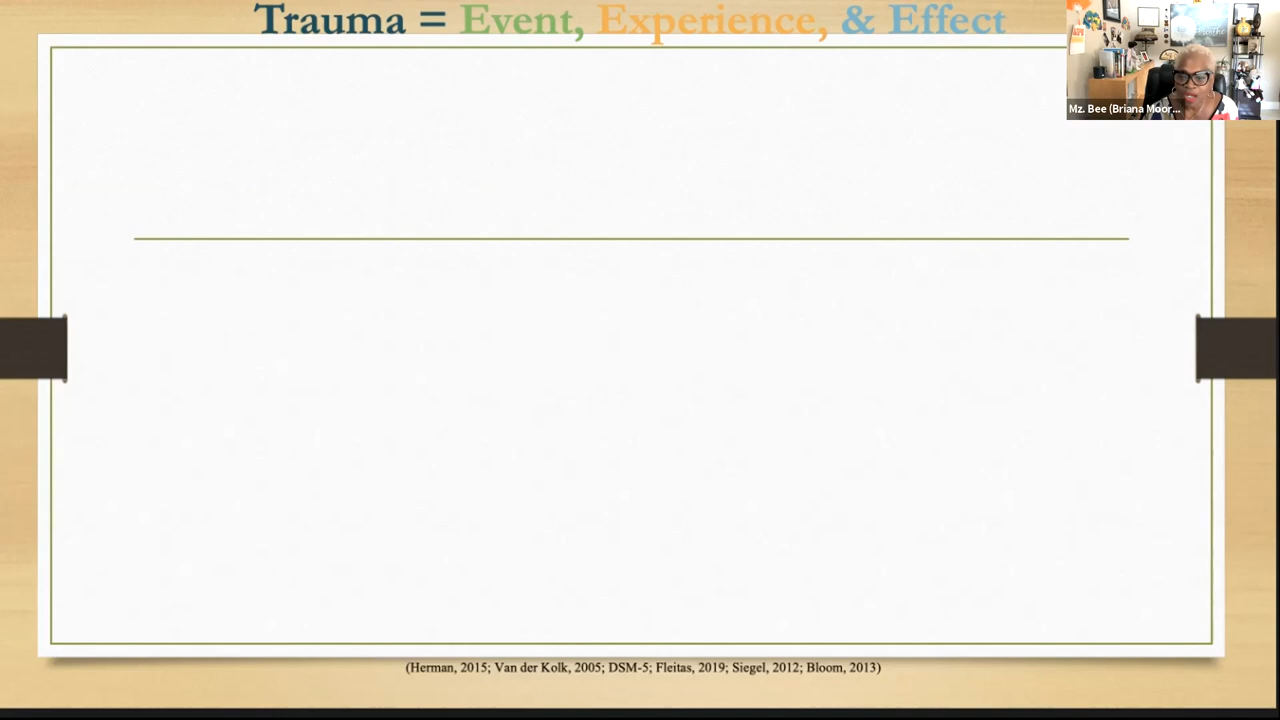 Trauma = Event, Experience, & Effect
Mz. Bee (Briana Moor...
(Herman, 2015; Van der Kolk, 2005; DSM-5; Fleitas, 2019; Siegel, 2012; Bloom, 2013)